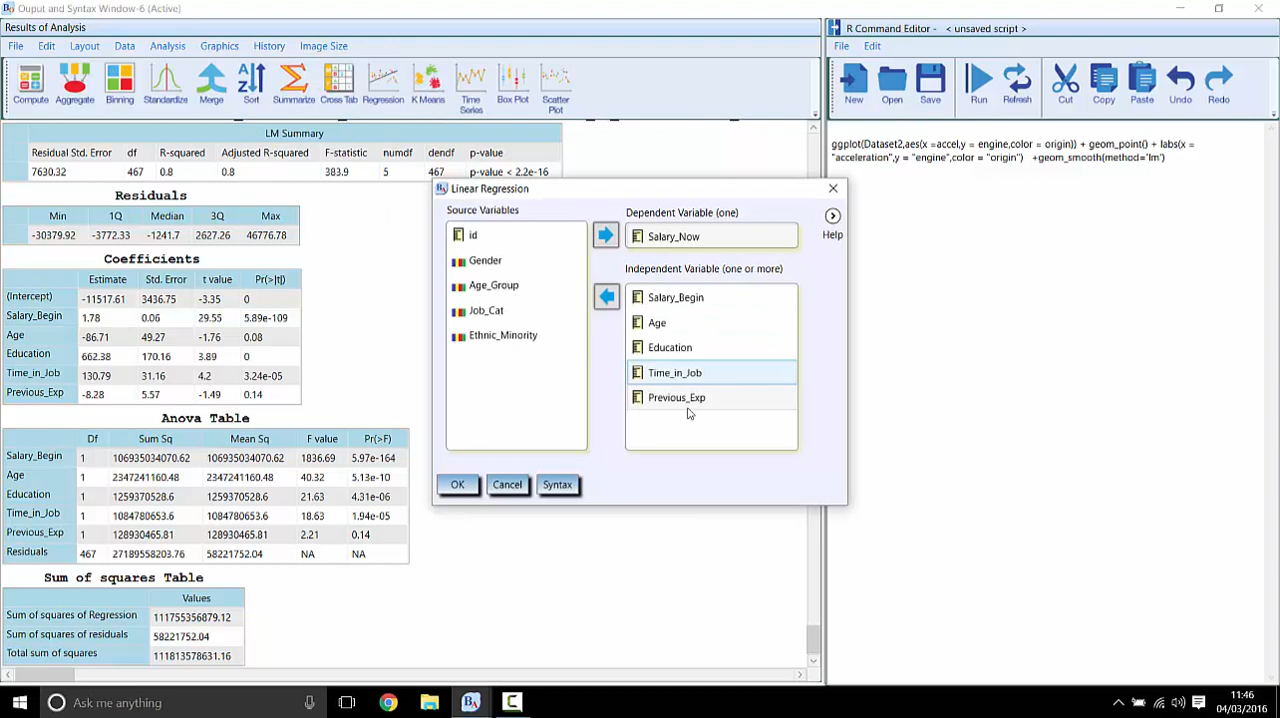 Ouput and Syntax Window-6 (Active)
Results of Analysis
File Edit Layout Data Analysis Graphics History Image Size
Compute Aggregate Binning Standardize Merge Sort Summarize Cross Tab Regression K Means Time Series Box Plot Scatter Plot
LM Summary
Residual Std. Error df R-squared Adjusted R-squared F-statistic numdf dendf p-value
7630.32 467 0.8 0.8 383.9 5 467 p-value < 2.2e-16
Residuals
Min 1Q Median 3Q Max
-30379.92 -3772.33 -1241.7 2627.26 46776.78
Coefficients
Estimate Std. Error t value Pr(>|t|)
(Intercept) -11517.61 3436.75 -3.35 0
Salary_Begin 1.78 0.06 29.55 5.89e-109
Age -86.71 49.27 -1.76 0.08
Education 662.38 170.16 3.89 0
Time_in_Job 130.79 31.16 4.2 3.24e-05
Previous_Exp -8.28 5.57 -1.49 0.14
Anova Table
Df Sum Sq Mean Sq F value Pr(>F)
Salary_Begin 1 106935034070.62 106935034070.62 1836.69 5.97e-164
Age 1 2347241160.48 2347241160.48 40.32 5.13e-10
Education 1 1259370528.6 1259370528.6 21.63 4.31e-06
Time_in_Job 1 1084780653.6 1084780653.6 18.63 1.94e-05
Previous_Exp 1 128930465.81 128930465.81 2.21 0.14
Residuals 467 27189558203.76 58221752.04 NA NA
Sum of squares Table
Values
Sum of squares of Regression 111755356879.12
Sum of squares of residuals 58221752.04
Total sum of squares 111813578631.16
Linear Regression
Source Variables
id
Gender
Age_Group
Job_Cat
Ethnic_Minority
Dependent Variable (one)
Salary_Now
Help
Independent Variable (one or more)
Salary_Begin
Age
Education
Time_in_Job
Previous_Exp
OK Cancel Syntax
R Command Editor - < unsaved script >
File Edit
New Open Save Run Refresh Cut Copy Paste Undo Redo
ggplot(Dataset2,aes(x =accel,y = engine,color = origin)) + geom_point() + labs(x =
"acceleration",y = "engine",color = "origin") +geom_smooth(method='lm')
Ask me anything
11:46
04/03/2016